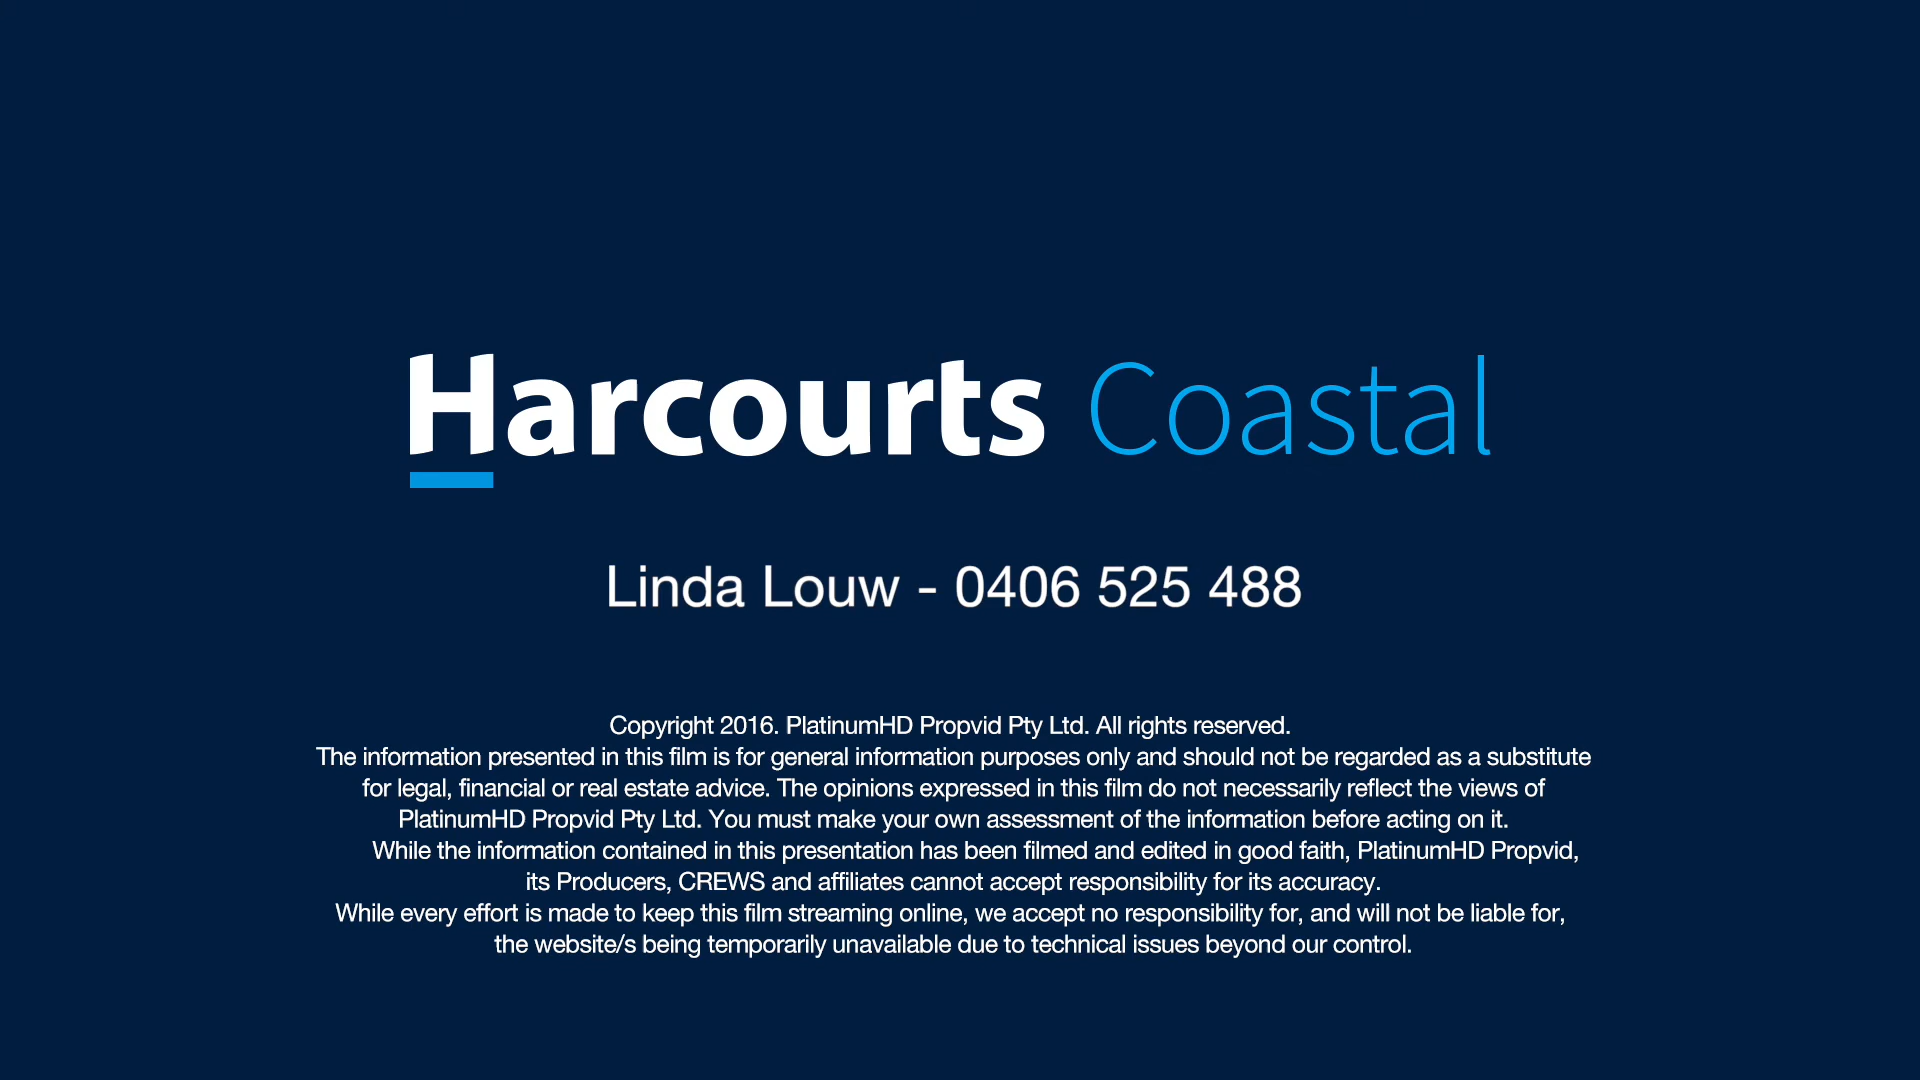 Harcourts Coastal
Linda Louw - 0406 525 488
Copyright 2016. PlatinumHD Propvid Pty Ltd. All rights reserved.
The information presented in this film is for general information purposes only and should not be regarded as a substitute
for legal, financial or real estate advice. The opinions expressed in this film do not necessarily reflect the views of
PlatinumHD Propvid Pty Ltd. You must make your own assessment of the information before acting on it.
While the information contained in this presentation has been filmed and edited in good faith, PlatinumHD Propvid,
its Producers, CREWS and affiliates cannot accept responsibility for its accuracy.
While every effort is made to keep this film streaming online, we accept no responsibility for, and will not be liable for,
the website/s being temporarily unavailable due to technical issues beyond our control.